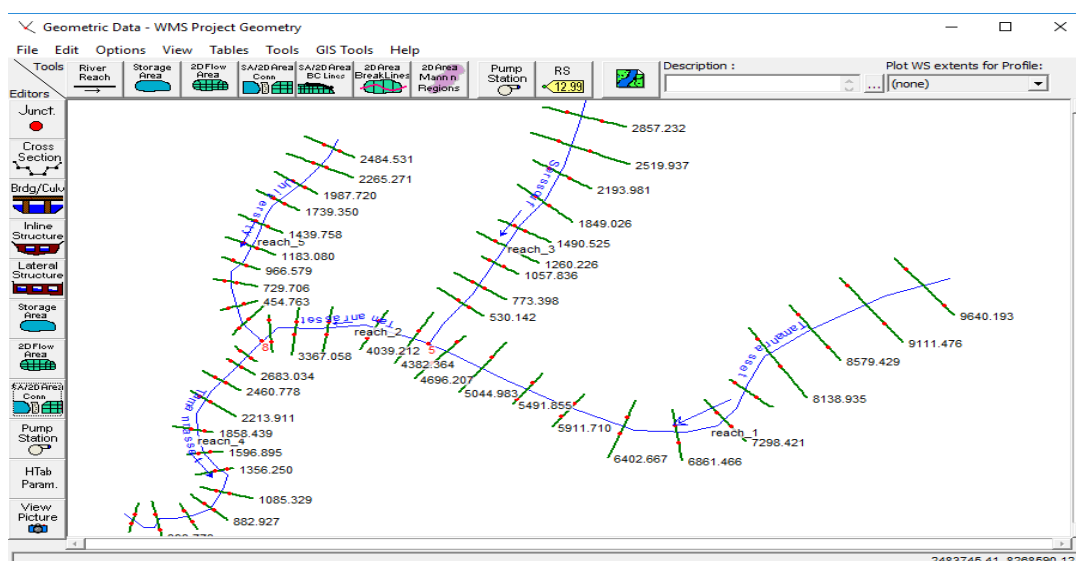 Geometric Data - WMS Project Geometry
File Edit Options View Tables Tools GIS Tools Help
Tools
Editors
River Reach
Storage Area
2D Flow Area
SA/2D Area Conn
SA/2D Area BC Lines
2D Area BreakLines
2D Area Mann n Regions
Pump Station
RS
12.99
Description :
...
Plot WS extents for Profile:
(none)
Junct.
Cross Section
Brdg/Culv
Inline Structure
Lateral Structure
Storage Area
2D Flow Area
SA/2D Area Conn
Pump Station
HTab Param.
View Picture
2857.232
2519.937
2193.981
1849.026
1490.525
reach_3
1260.226
1057.836
773.398
530.142
2484.531
2265.271
1987.720
1739.350
1439.758
reach_5
1183.080
966.579
729.706
454.763
8
3367.058
reach_2
4039.212
5
4382.364
4696.207
5044.983
5491.855
5911.710
6402.667
6861.466
reach_1
7298.421
8138.935
8579.429
9111.476
9640.193
Tamanrasset
2683.034
2460.778
2213.911
1858.439
reach_4
1596.895
1356.250
1085.329
882.927
2483745.41, 8268590.12